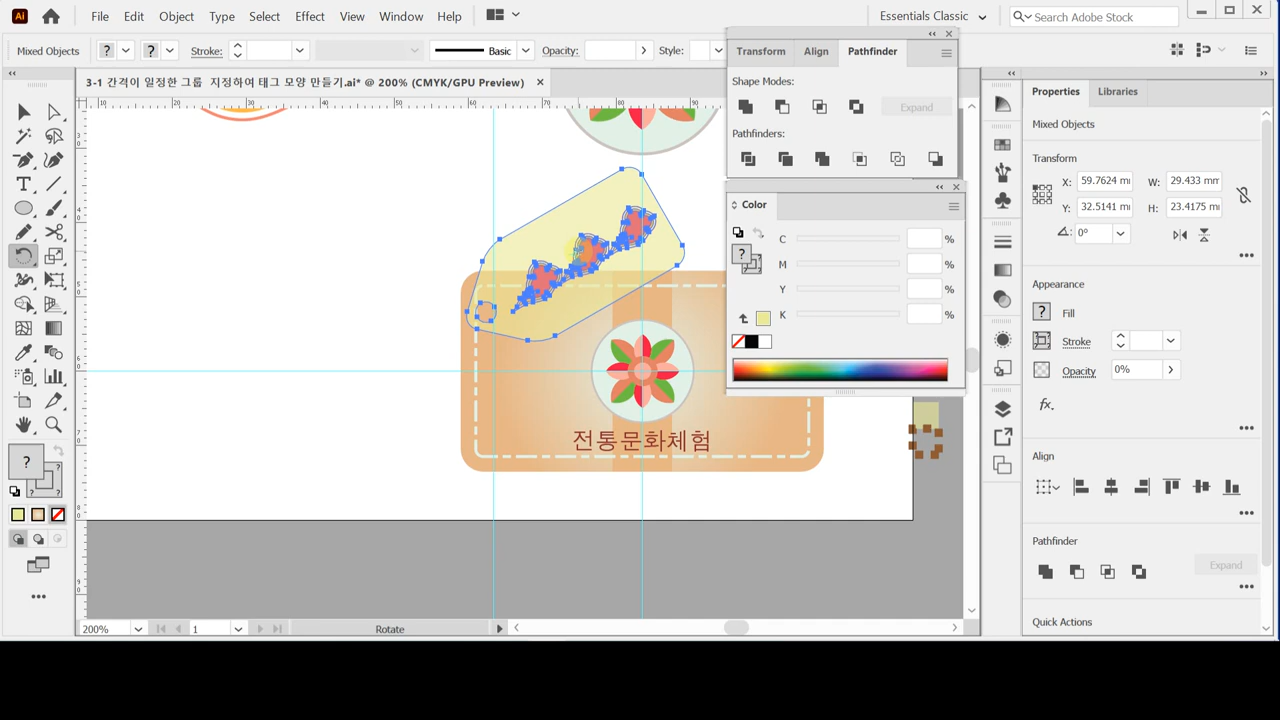 Ai File Edit Object Type Select Effect View Window Help Essentials Classic Search Adobe Stock
Mixed Objects ? ? Stroke: Basic Opacity: Style:
Transform Align Pathfinder
3-1 간격이 일정한 그룹 지정하여 태그 모양 만들기.ai* @ 200% (CMYK/GPU Preview)
Shape Modes:
Expand
Pathfinders:
Color
C %
M %
Y %
K %
Properties Libraries
Mixed Objects
Transform
X: 59.7624 mm W: 29.433 mm
Y: 32.5141 mm H: 23.4175 mm
0°
Appearance
? Fill
Stroke
Opacity 0%
fx
Align
Pathfinder
Expand
Quick Actions
전통문화체험
200% 1 Rotate